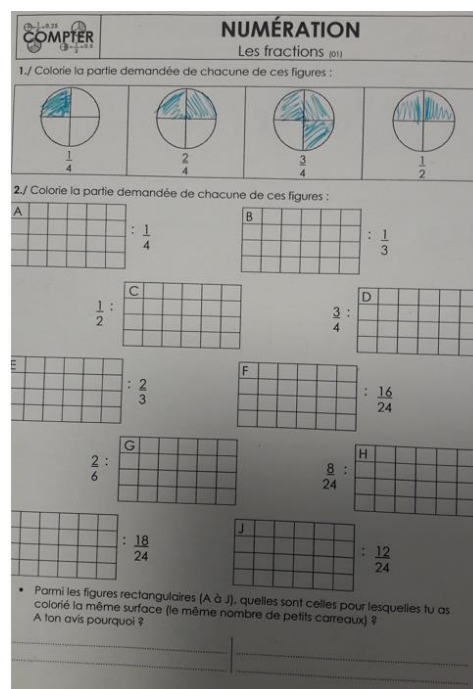 COMPTER
NUMÉRATION
Les fractions (01)
1./ Colorie la partie demandée de chacune de ces figures :
1/4
2/4
3/4
1/2
2./ Colorie la partie demandée de chacune de ces figures :
A : 1/4
B : 1/3
1/2 : C
3/4 : D
E : 2/3
F : 16/24
2/6 : G
8/24 : H
: 18/24
J : 12/24
• Parmi les figures rectangulaires (A à J), quelles sont celles pour lesquelles tu as
colorié la même surface (le même nombre de petits carreaux) ?
A ton avis pourquoi ?